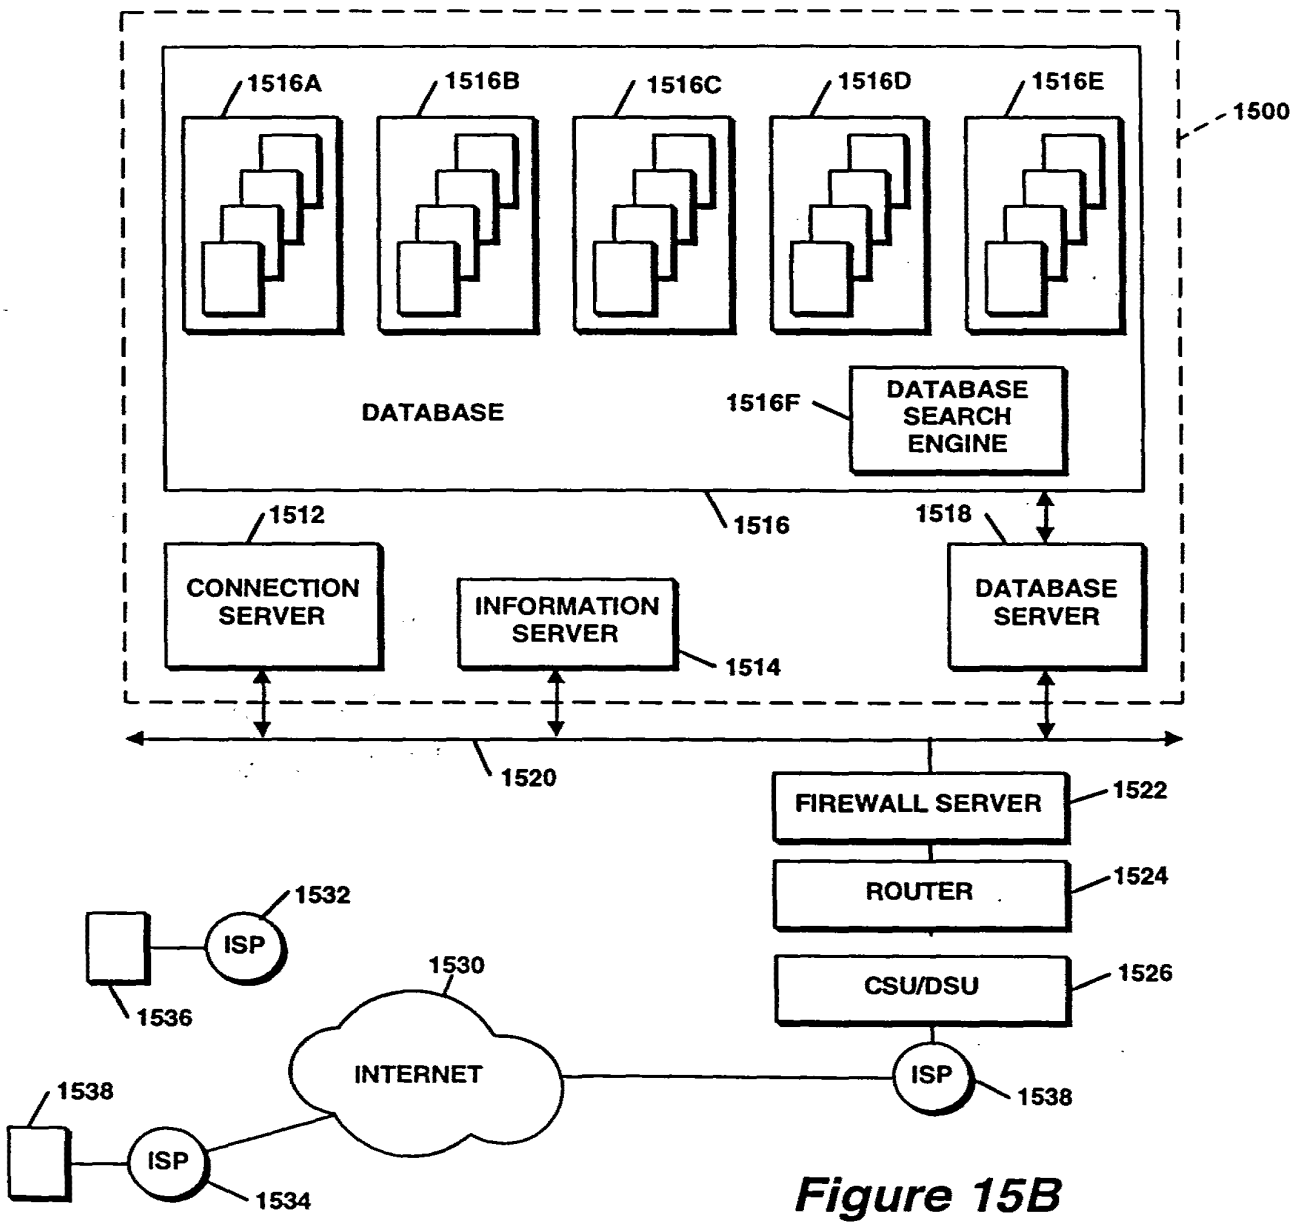 1516A
1516B
1516C
1516D
1516E
1500
DATABASE
1516F
DATABASE
SEARCH
ENGINE
1512
1516
1518
CONNECTION
SERVER
INFORMATION
SERVER
1514
DATABASE
SERVER
1520
FIREWALL SERVER
1522
ROUTER
1524
1532
ISP
1536
1530
CSU/DSU
1526
INTERNET
ISP
1538
1538
ISP
1534
Figure 15B